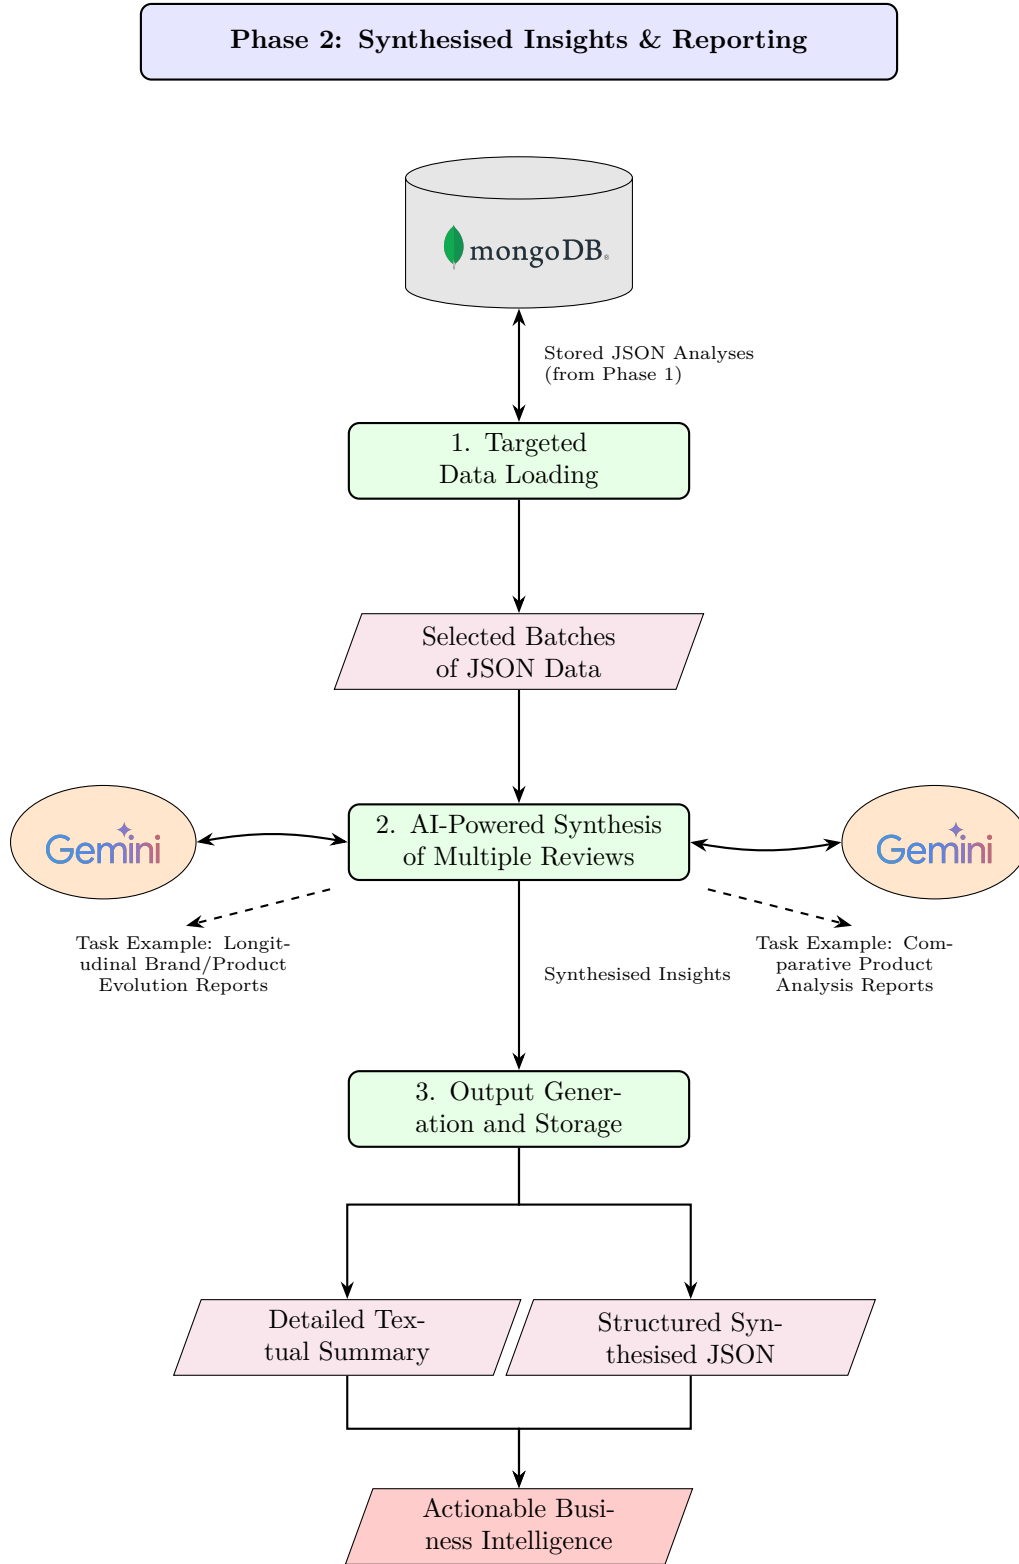 Phase 2: Synthesised Insights & Reporting
mongoDB®
Stored JSON Analyses
(from Phase 1)
1. Targeted
Data Loading
Selected Batches
of JSON Data
Gemini
2. AI-Powered Synthesis
of Multiple Reviews
Gemini
Task Example: Longit-
udinal Brand/Product
Evolution Reports
Synthesised Insights
Task Example: Com-
parative Product
Analysis Reports
3. Output Gener-
ation and Storage
Detailed Tex-
tual Summary
Structured Syn-
thesised JSON
Actionable Busi-
ness Intelligence